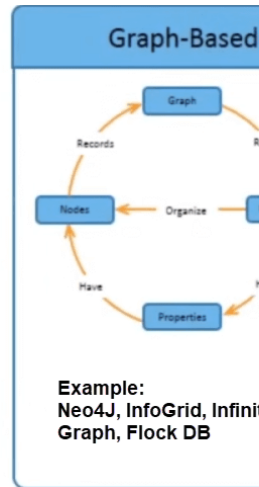 Graph-Based
Graph
Records
R
Nodes
Organize
Have
H
Properties
Example:
Neo4J, InfoGrid, Infinit
Graph, Flock DB